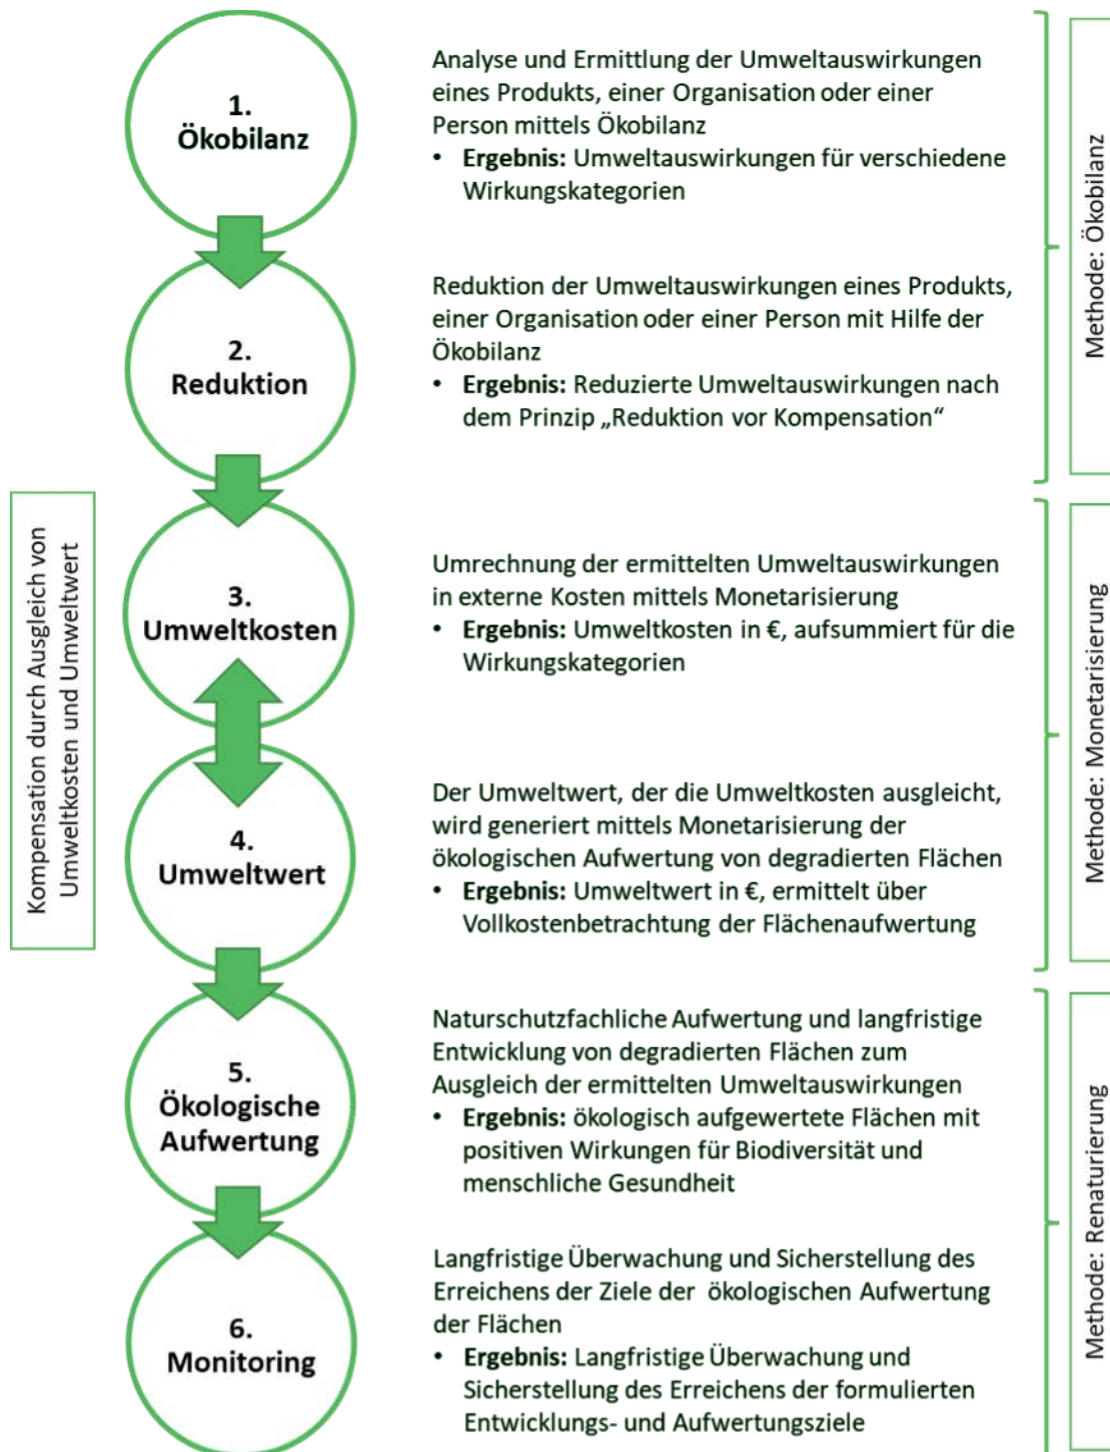 1.
Ökobilanz
Analyse und Ermittlung der Umweltauswirkungen
eines Produkts, einer Organisation oder einer
Person mittels Ökobilanz
• Ergebnis: Umweltauswirkungen für verschiedene
Wirkungskategorien
Methode: Ökobilanz
2.
Reduktion
Reduktion der Umweltauswirkungen eines Produkts,
einer Organisation oder einer Person mit Hilfe der
Ökobilanz
• Ergebnis: Reduzierte Umweltauswirkungen nach
dem Prinzip „Reduktion vor Kompensation“
Kompensation durch Ausgleich von
Umweltkosten und Umweltwert
3.
Umweltkosten
Umrechnung der ermittelten Umweltauswirkungen
in externe Kosten mittels Monetarisierung
• Ergebnis: Umweltkosten in €, aufsummiert für die
Wirkungskategorien
Methode: Monetarisierung
4.
Umweltwert
Der Umweltwert, der die Umweltkosten ausgleicht,
wird generiert mittels Monetarisierung der
ökologischen Aufwertung von degradierten Flächen
• Ergebnis: Umweltwert in €, ermittelt über
Vollkostenbetrachtung der Flächenaufwertung
5.
Ökologische
Aufwertung
Naturschutzfachliche Aufwertung und langfristige
Entwicklung von degradierten Flächen zum
Ausgleich der ermittelten Umweltauswirkungen
• Ergebnis: ökologisch aufgewertete Flächen mit
positiven Wirkungen für Biodiversität und
menschliche Gesundheit
Methode: Renaturierung
6.
Monitoring
Langfristige Überwachung und Sicherstellung des
Erreichens der Ziele der ökologischen Aufwertung
der Flächen
• Ergebnis: Langfristige Überwachung und
Sicherstellung des Erreichens der formulierten
Entwicklungs- und Aufwertungsziele